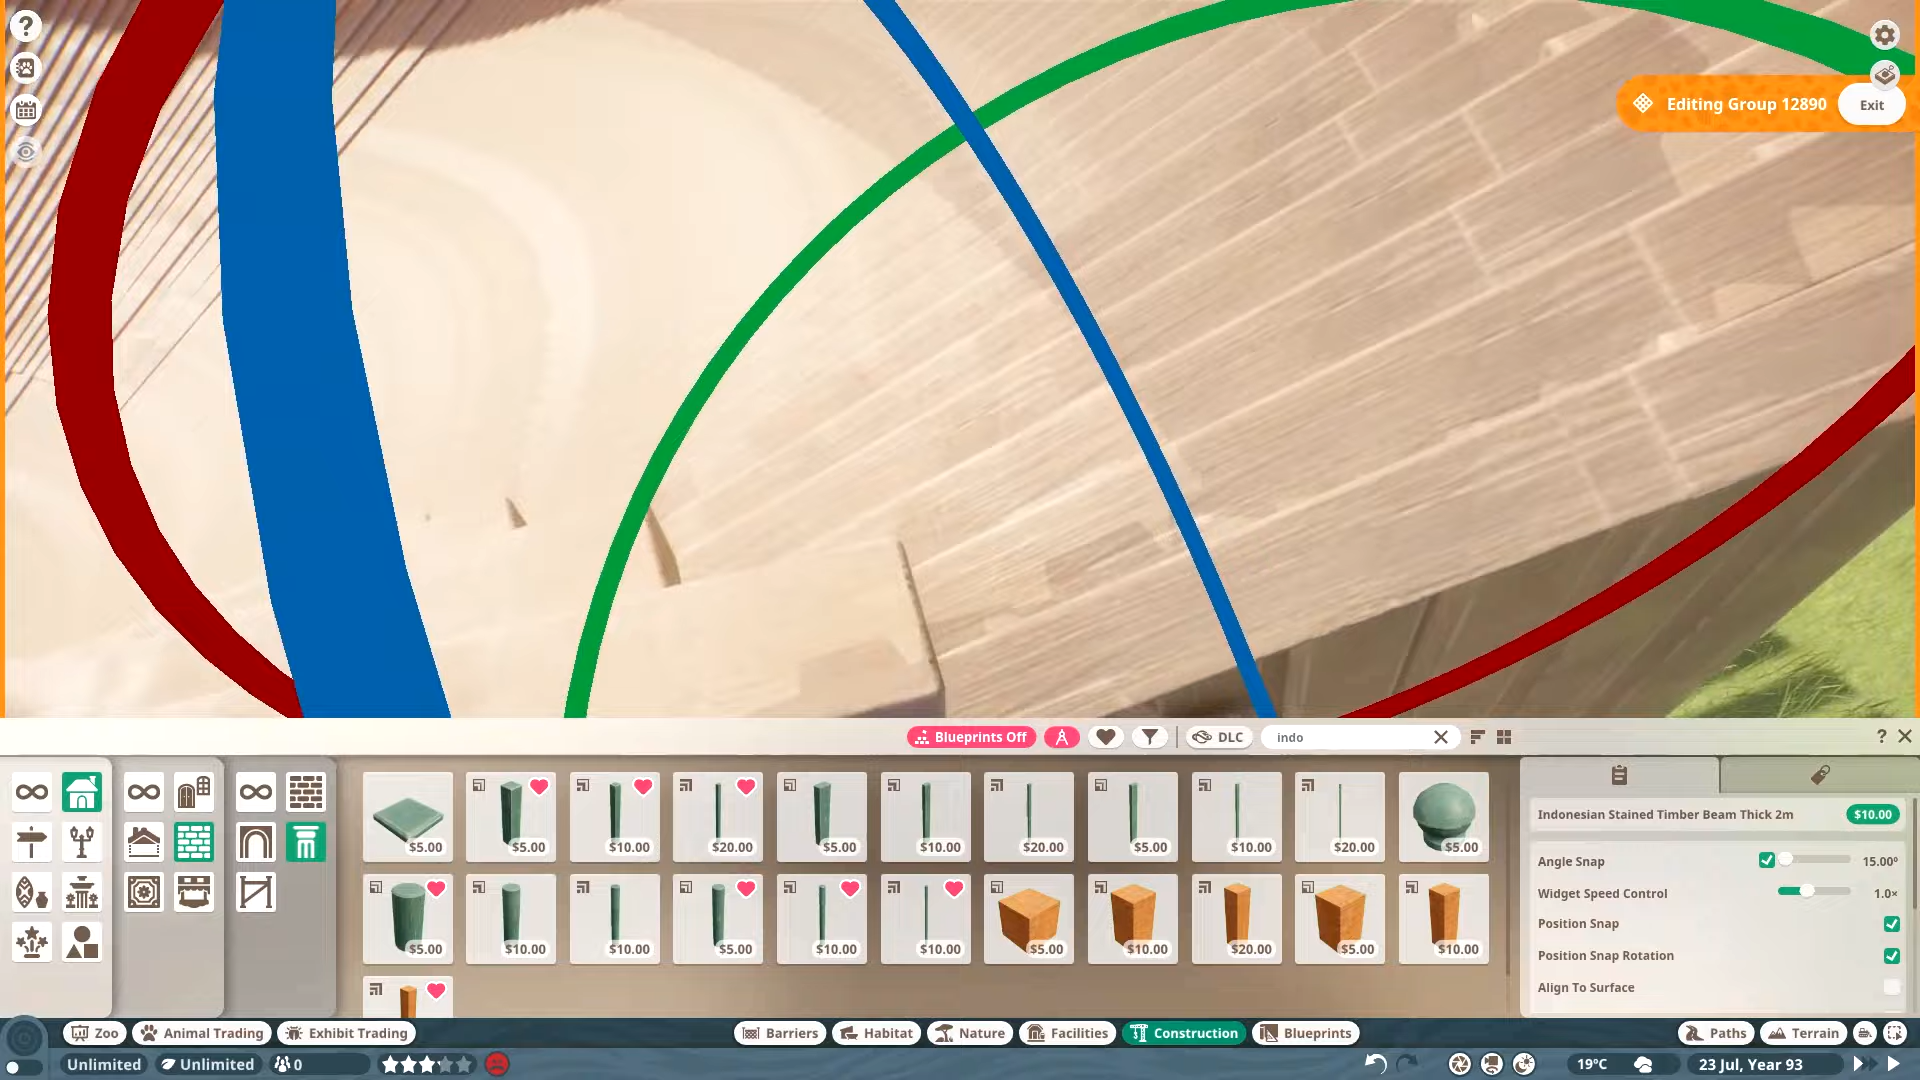 Editing Group 12890
Exit
Blueprints Off
DLC
indo
?
?
$5.00 $5.00 $10.00 $20.00 $5.00 $10.00 $20.00 $5.00 $10.00 $20.00 $5.00
$5.00 $10.00 $10.00 $5.00 $10.00 $10.00 $5.00 $10.00 $20.00 $5.00 $10.00
Indonesian Stained Timber Beam Thick 2m $10.00
Angle Snap 15.00°
Widget Speed Control 1.0×
Position Snap
Position Snap Rotation
Align To Surface
Zoo Animal Trading Exhibit Trading Barriers Habitat Nature Facilities Construction Blueprints Paths Terrain
Unlimited Unlimited 0 19°C 23 Jul, Year 93